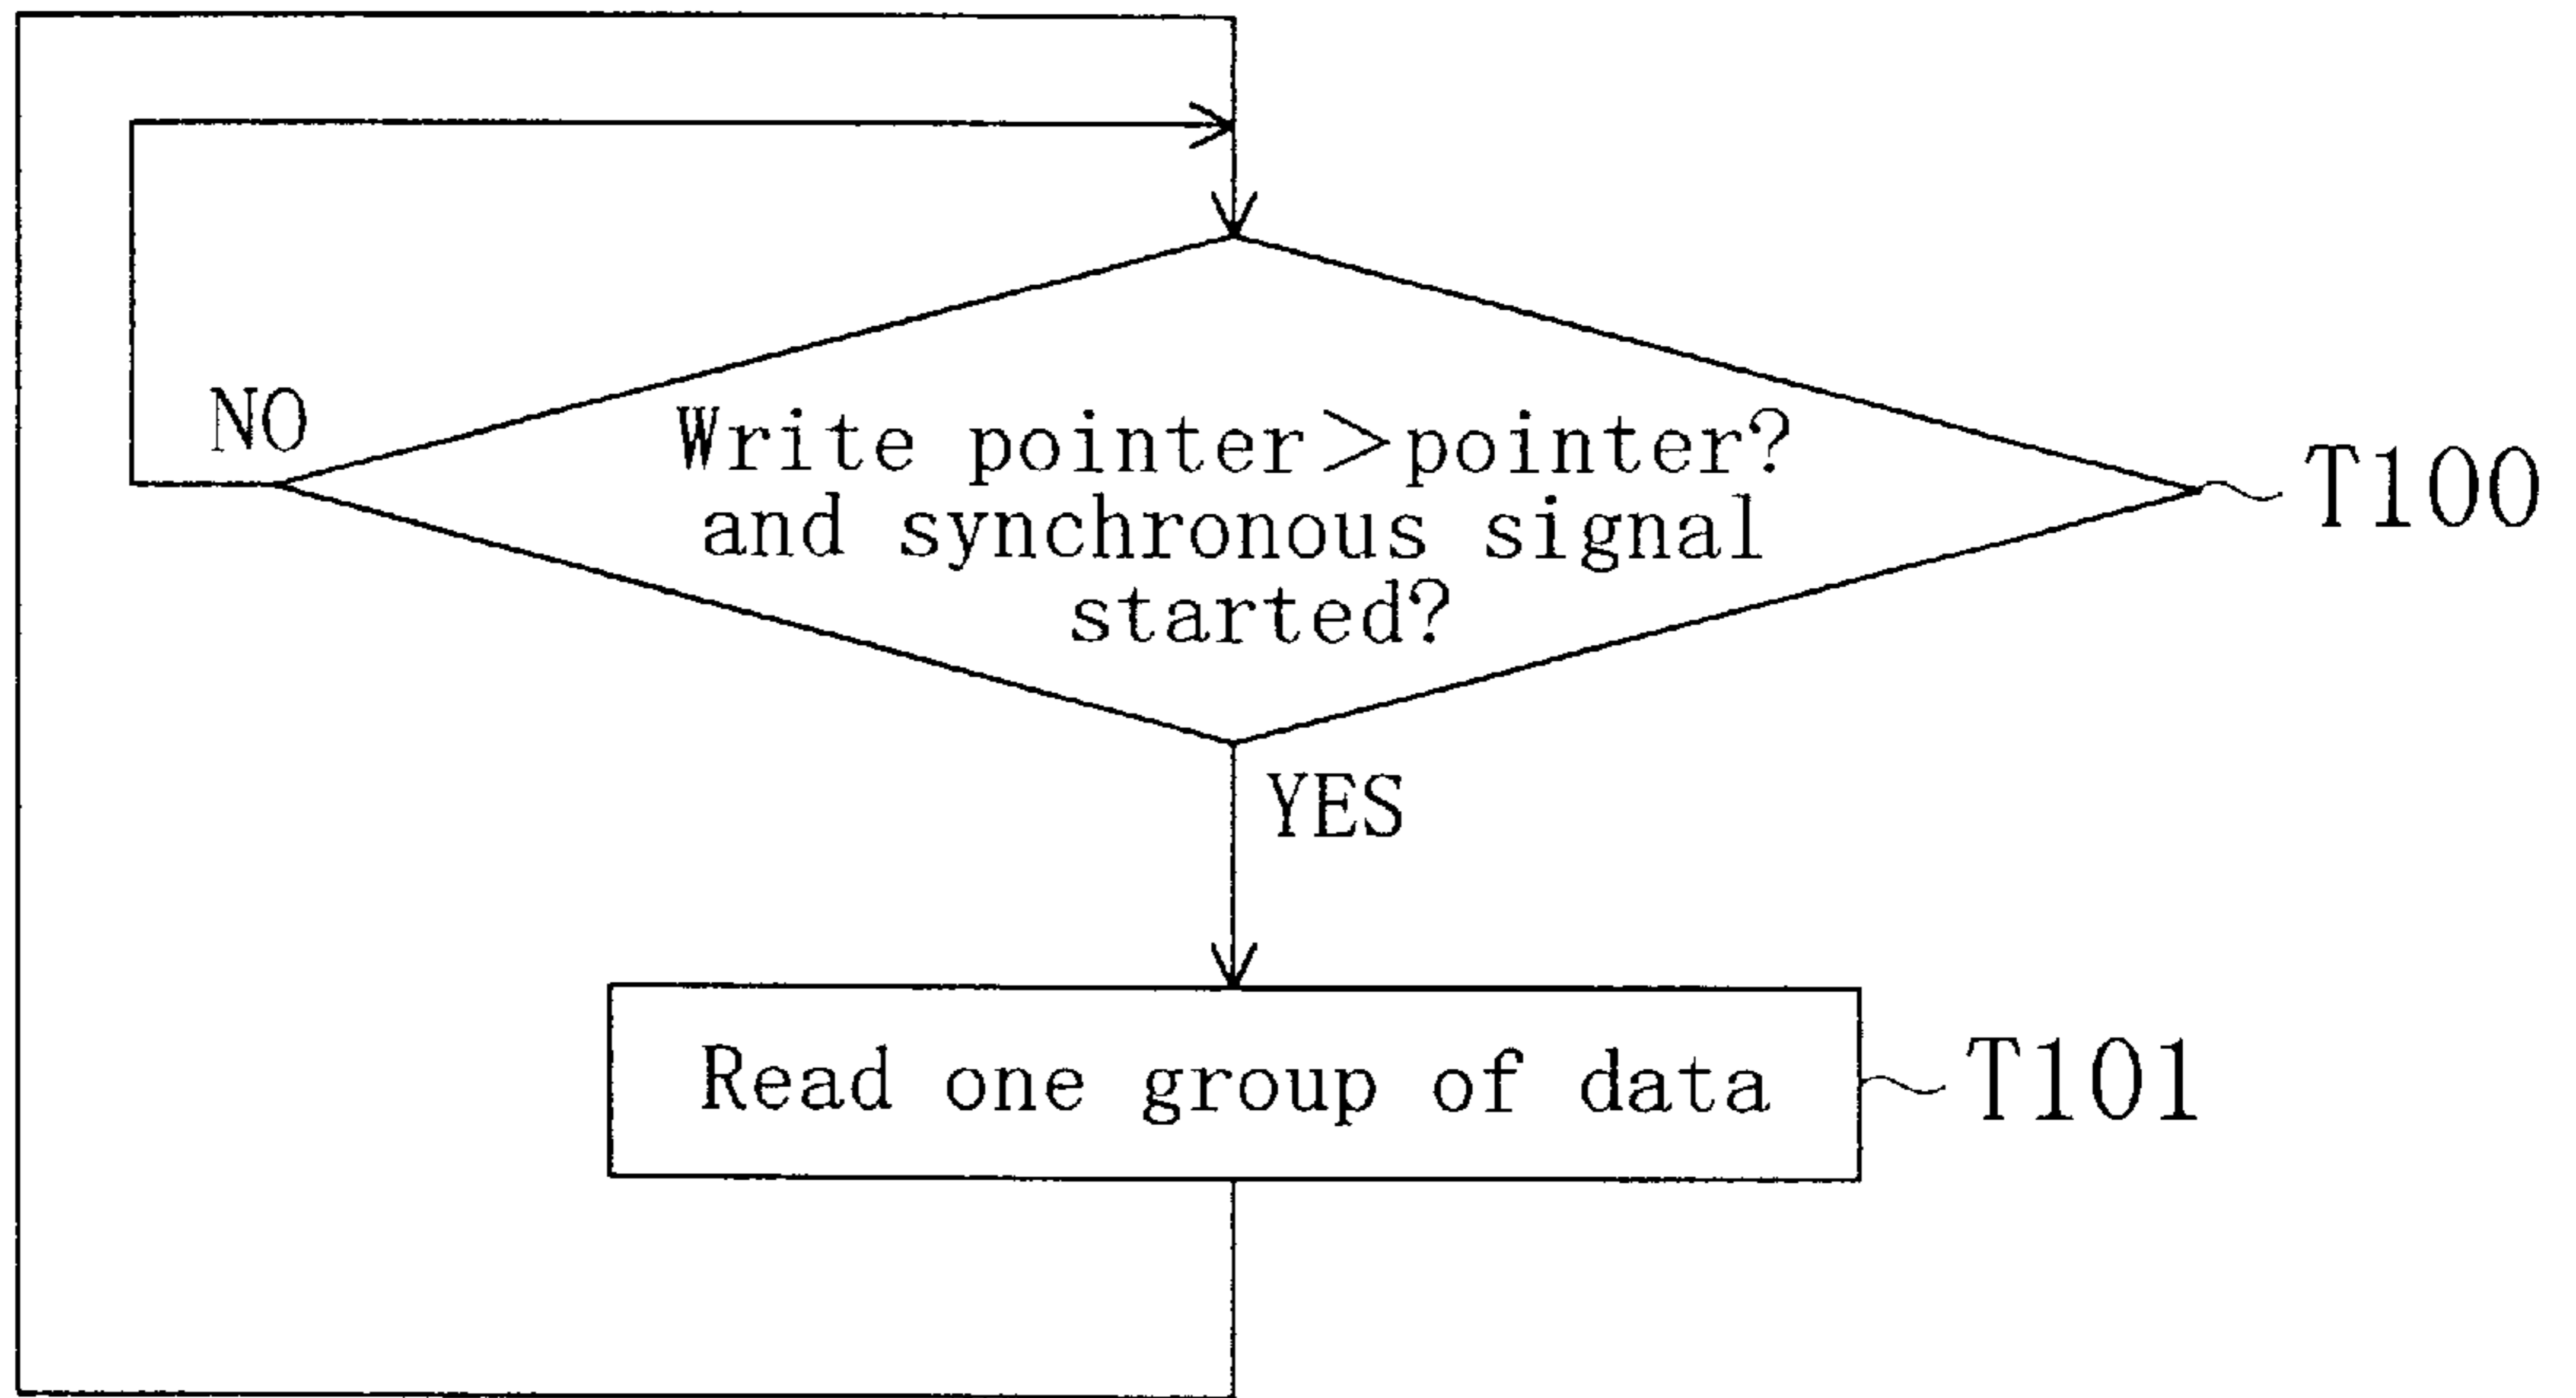 NO
Write pointer>pointer?
and synchronous signal
started?
T100
YES
Read one group of data
T101